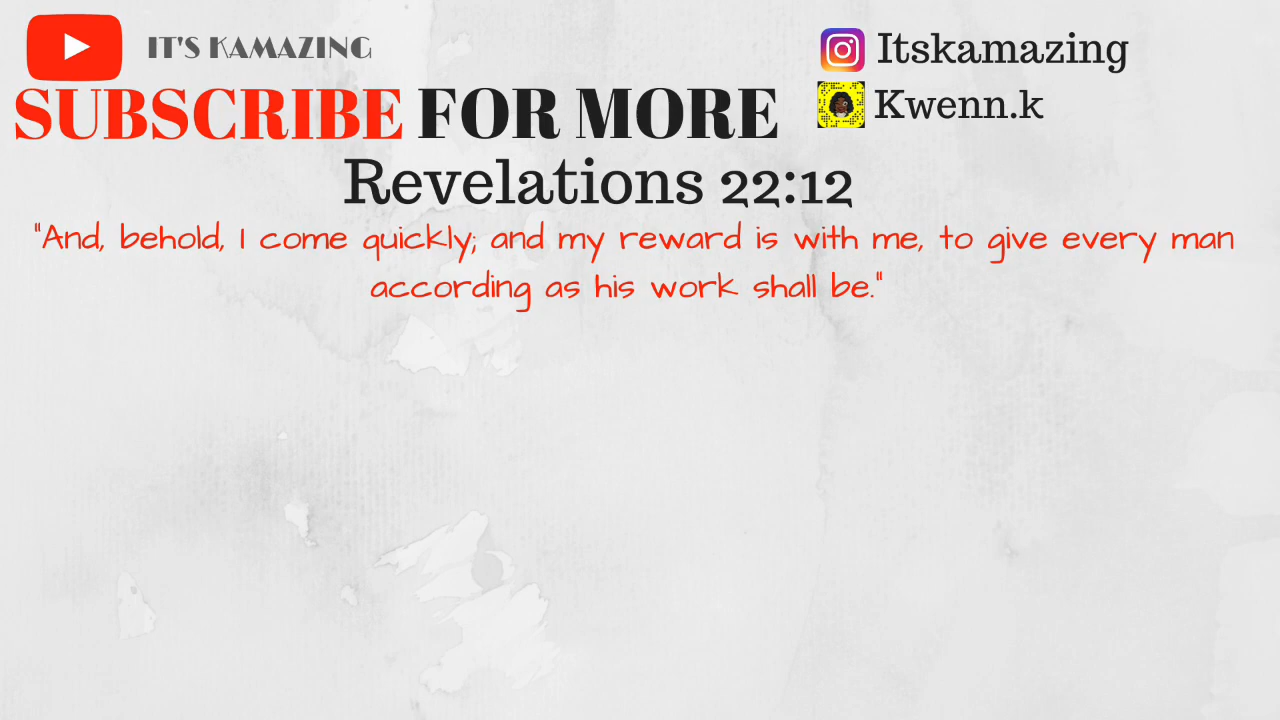 IT'S KAMAZING
SUBSCRIBE FOR MORE
Itskamazing
Kwenn.k
Revelations 22:12
"And, behold, I come quickly; and my reward is with me, to give every man
according as his work shall be."